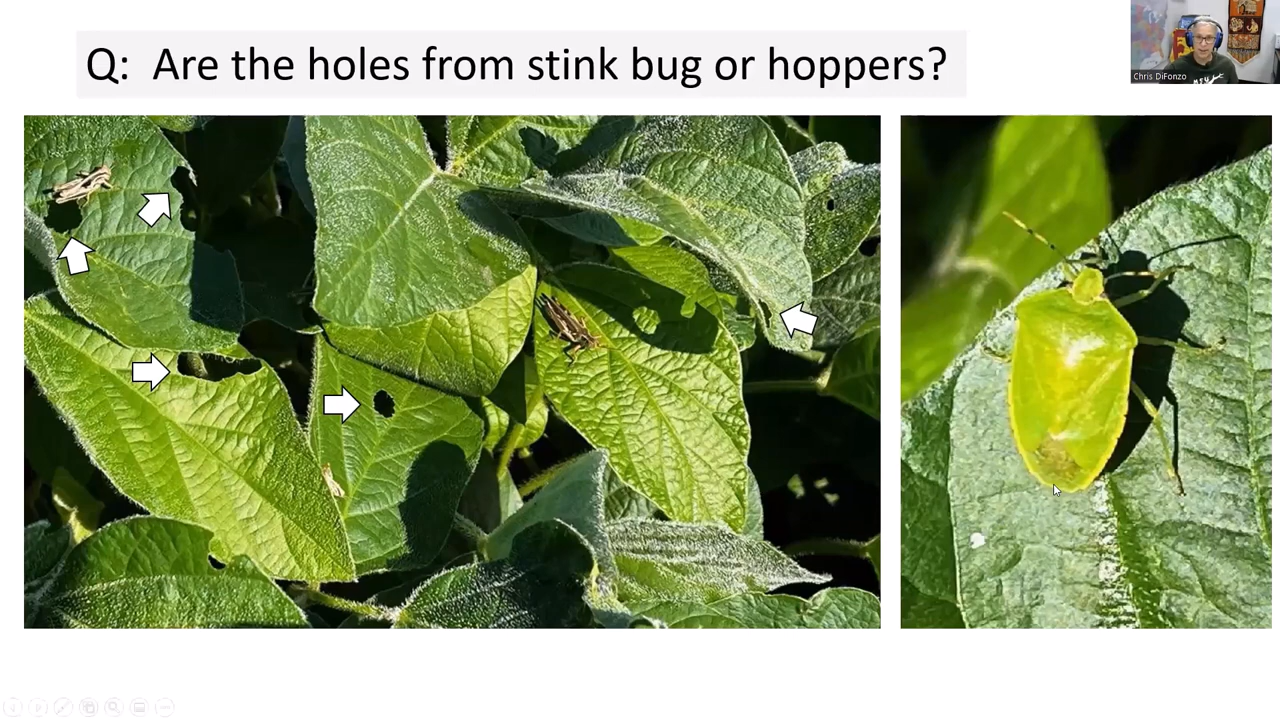 Q: Are the holes from stink bug or hoppers?
Chris DiFonzo